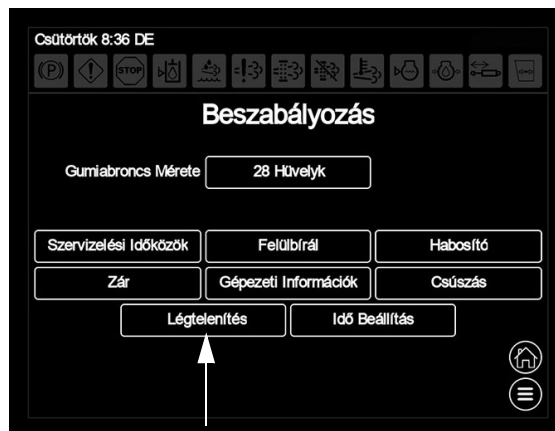 Csütörtök 8:36 DE
(P) STOP
Beszabályozás
Gumiabroncs Mérete 28 Hüvelyk
Szervizelési Időközök Felülbírál Habosító
Zár Gépezeti Információk Csúszás
Légtelenítés Idő Beállítás